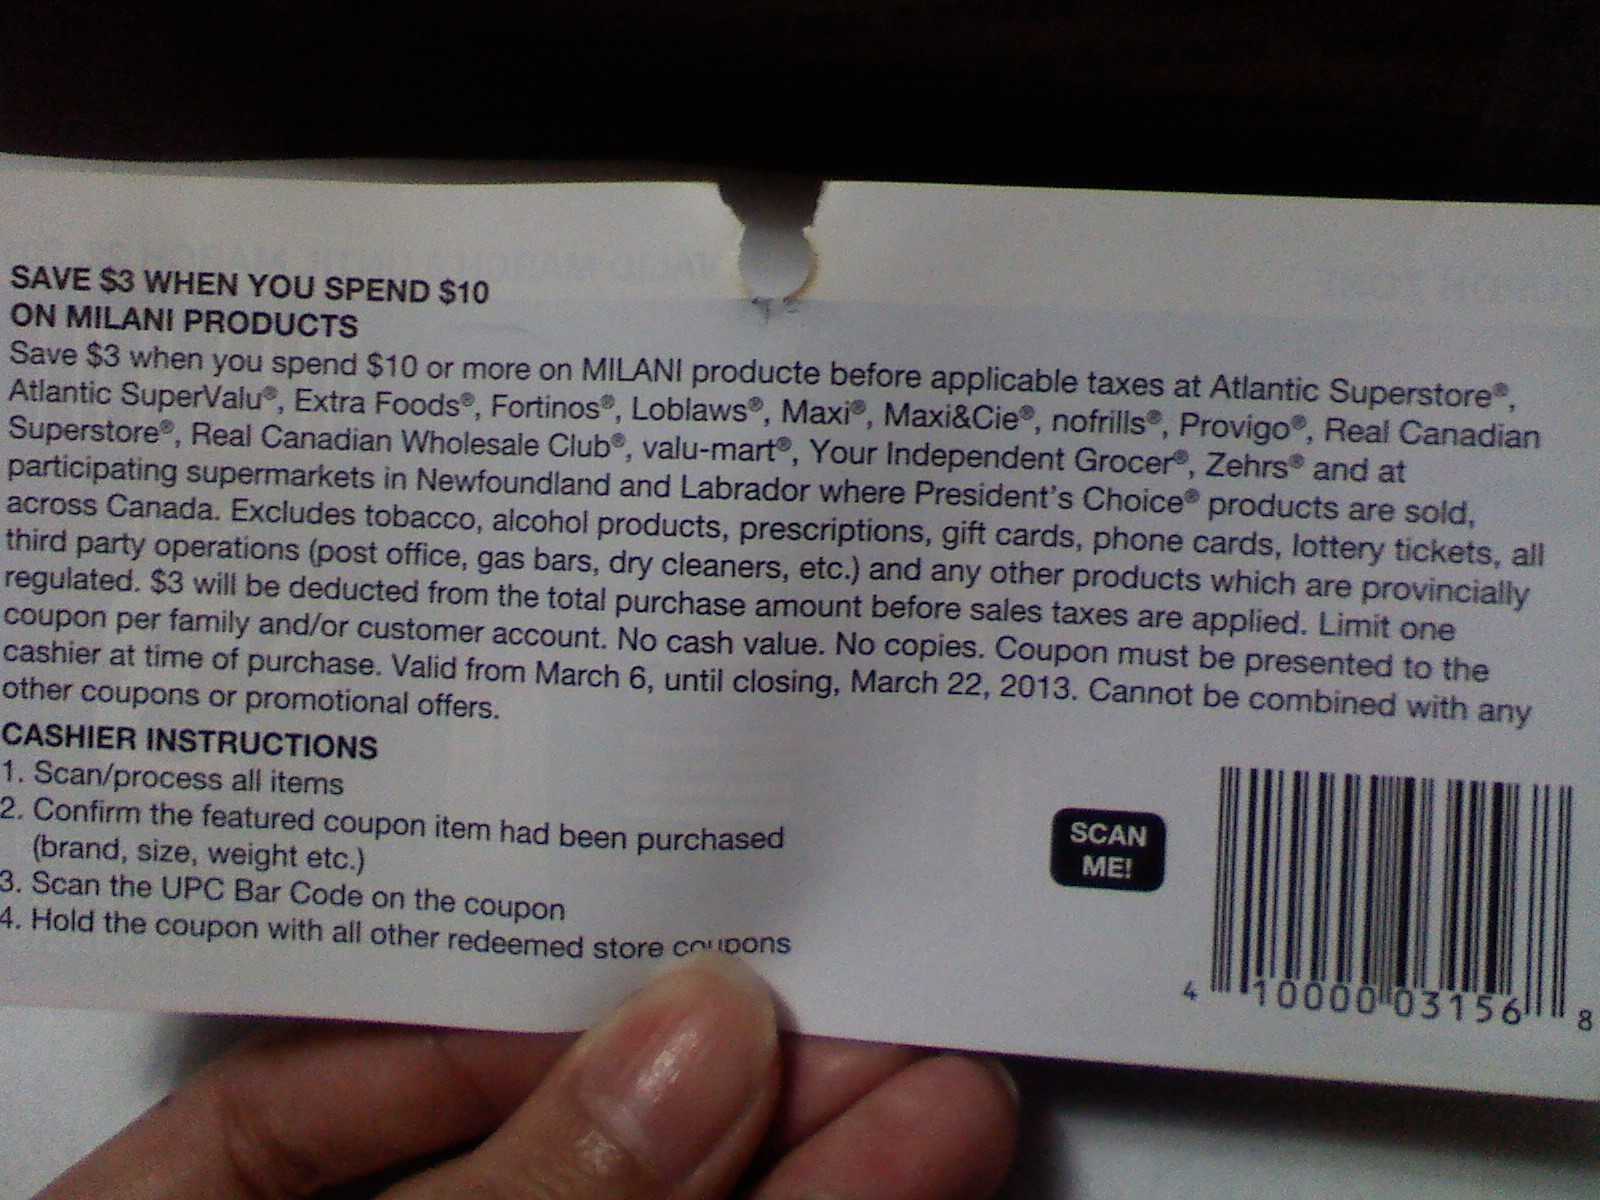 SAVE $3 WHEN YOU SPEND $10
ON MILANI PRODUCTS
Save $3 when you spend $10 or more on MILANI producte before applicable taxes at Atlantic Superstore®,
Atlantic SuperValu®, Extra Foods®, Fortinos®, Loblaws®, Maxi®, Maxi&Cie®, nofrills®, Provigo®, Real Canadian
Superstore®, Real Canadian Wholesale Club®, valu-mart®, Your Independent Grocer®, Zehrs® and at
participating supermarkets in Newfoundland and Labrador where President's Choice® products are sold,
across Canada. Excludes tobacco, alcohol products, prescriptions, gift cards, phone cards, lottery tickets, all
third party operations (post office, gas bars, dry cleaners, etc.) and any other products which are provincially
regulated. $3 will be deducted from the total purchase amount before sales taxes are applied. Limit one
coupon per family and/or customer account. No cash value. No copies. Coupon must be presented to the
cashier at time of purchase. Valid from March 6, until closing, March 22, 2013. Cannot be combined with any
other coupons or promotional offers.
CASHIER INSTRUCTIONS
1. Scan/process all items
2. Confirm the featured coupon item had been purchased
(brand, size, weight etc.)
3. Scan the UPC Bar Code on the coupon
4. Hold the coupon with all other redeemed store coupons
SCAN
ME!
4 10000 03156 8